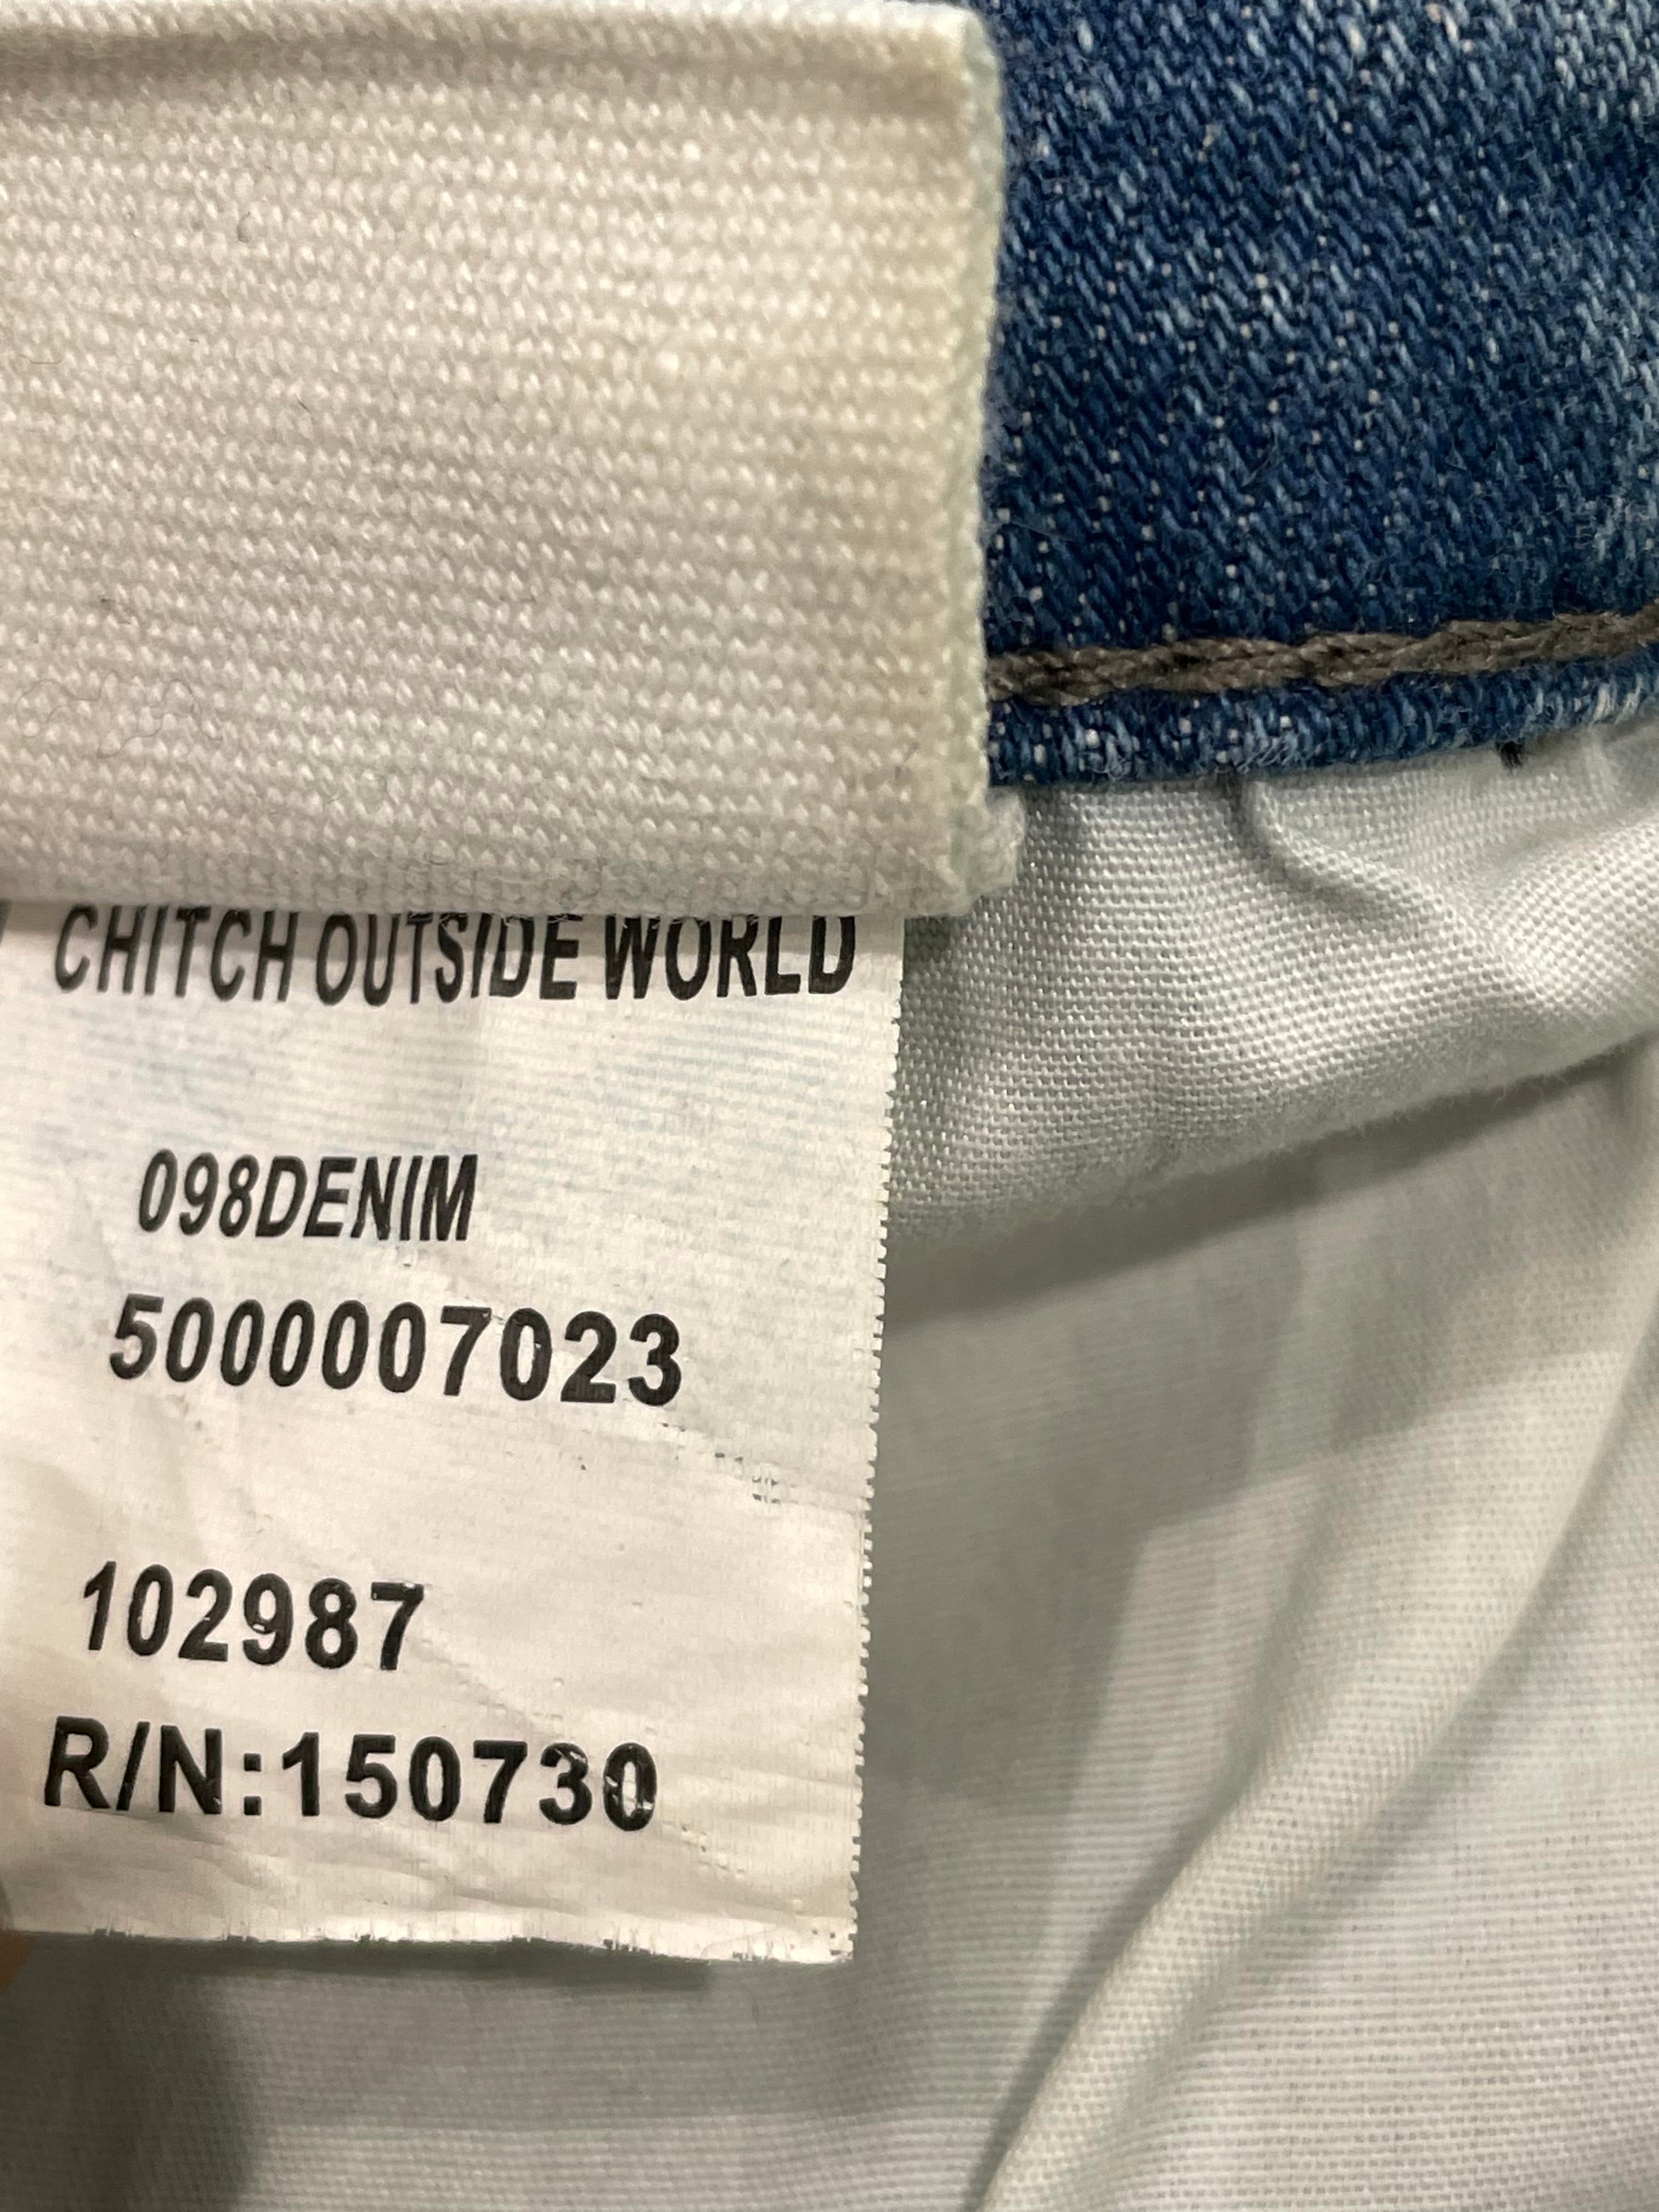 CHITCH OUTSIDE WORLD
098DENIM
5000007023
102987
R/N:150730